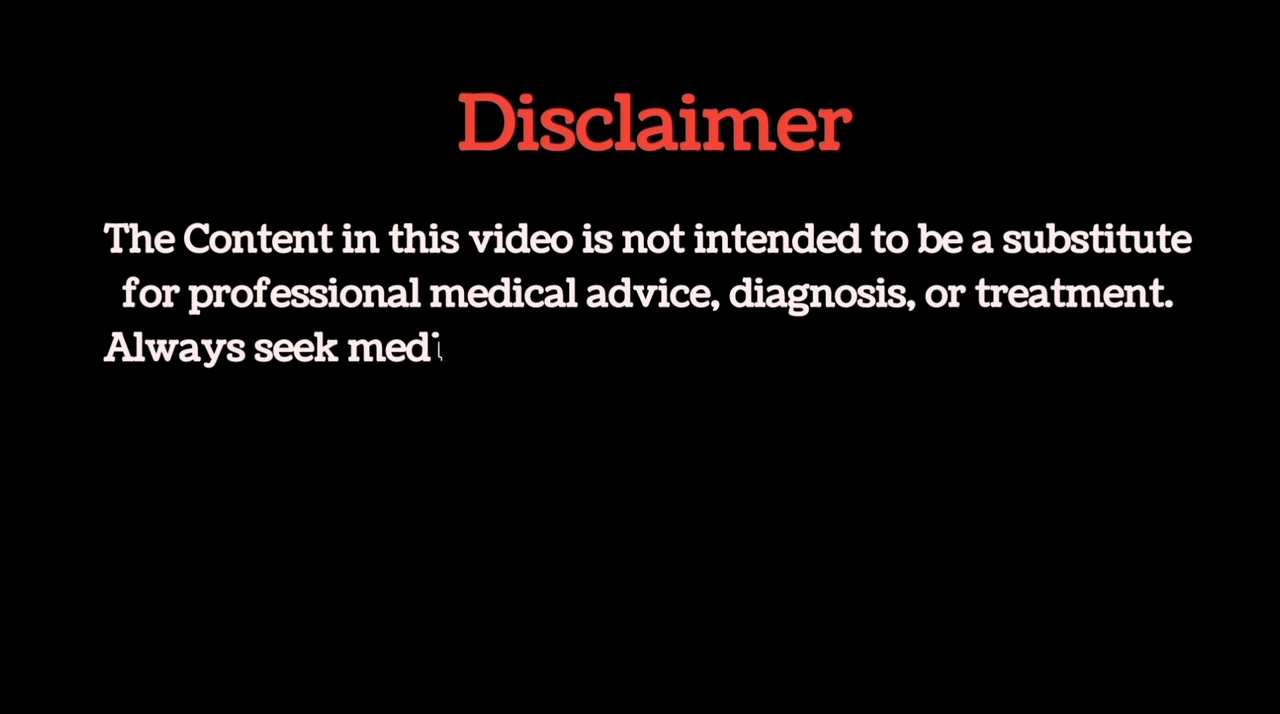 Disclaimer
The Content in this video is not intended to be a substitute
for professional medical advice, diagnosis, or treatment.
Always seek medi